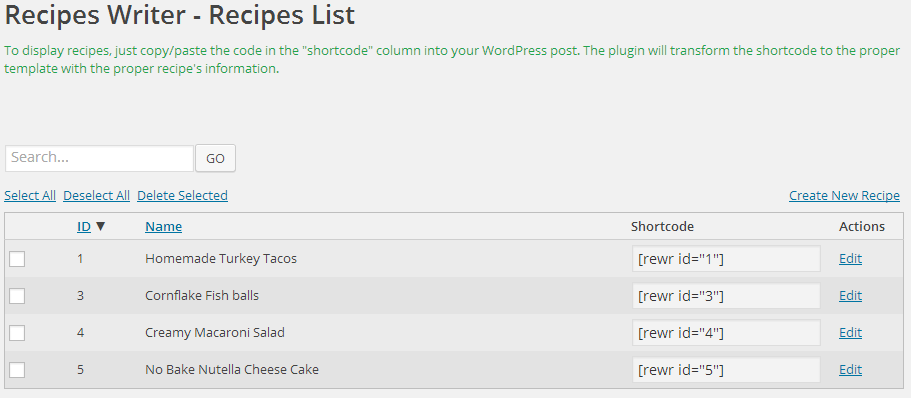 Recipes Writer - Recipes List
To display recipes, just copy/paste the code in the "shortcode" column into your WordPress post. The plugin will transform the shortcode to the proper
template with the proper recipe's information.
Search... GO
Select All Deselect All Delete Selected Create New Recipe
ID ▼ Name Shortcode Actions
1 Homemade Turkey Tacos [rewr id="1"] Edit
3 Cornflake Fish balls [rewr id="3"] Edit
4 Creamy Macaroni Salad [rewr id="4"] Edit
5 No Bake Nutella Cheese Cake [rewr id="5"] Edit